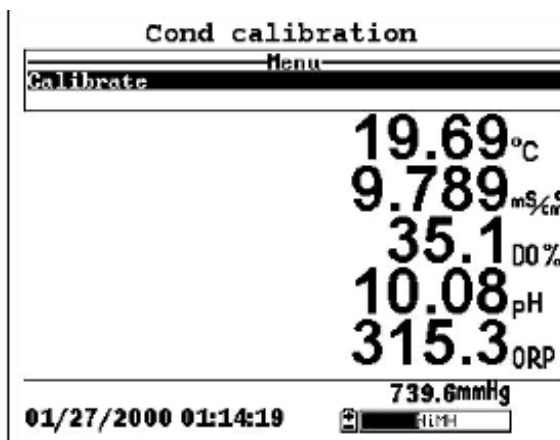 Cond calibration
Menu
Calibrate
19.69°C
9.789mS/cmS
35.1DO%
10.08pH
315.3ORP
739.6mmHg
01/27/2000 01:14:19
NiMH